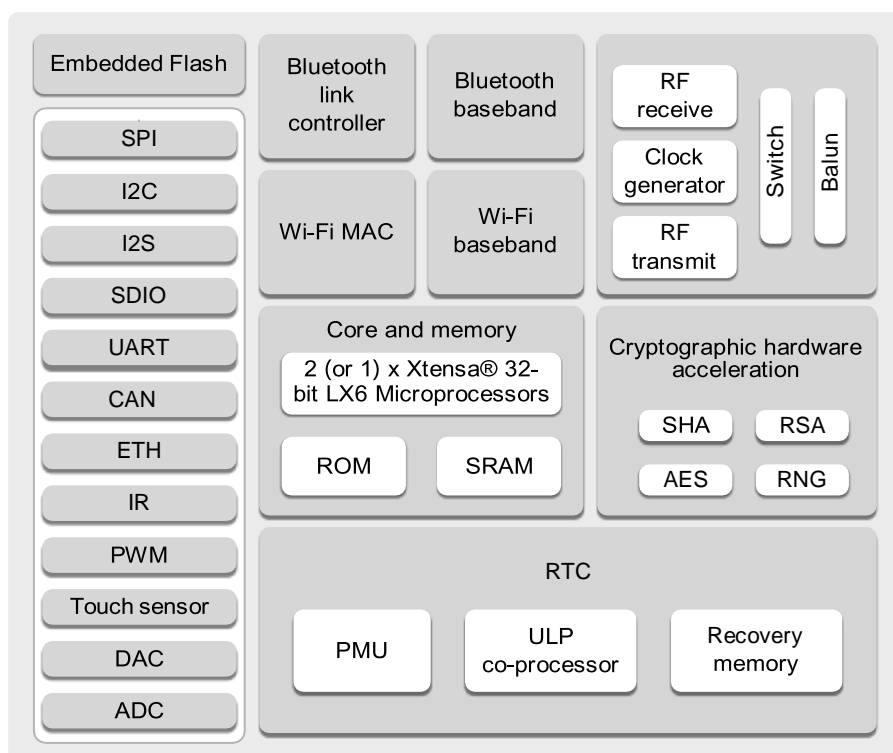 Embedded Flash
SPI
I2C
I2S
SDIO
UART
CAN
ETH
IR
PWM
Touch sensor
DAC
ADC
Bluetooth
link
controller
Bluetooth
baseband
Wi-Fi MAC
Wi-Fi
baseband
RF
receive
Clock
generator
RF
transmit
Switch
Balun
Core and memory
2 (or 1) x Xtensa® 32-
bit LX6 Microprocessors
ROM
SRAM
Cryptographic hardware
acceleration
SHA
RSA
AES
RNG
RTC
PMU
ULP
co-processor
Recovery
memory